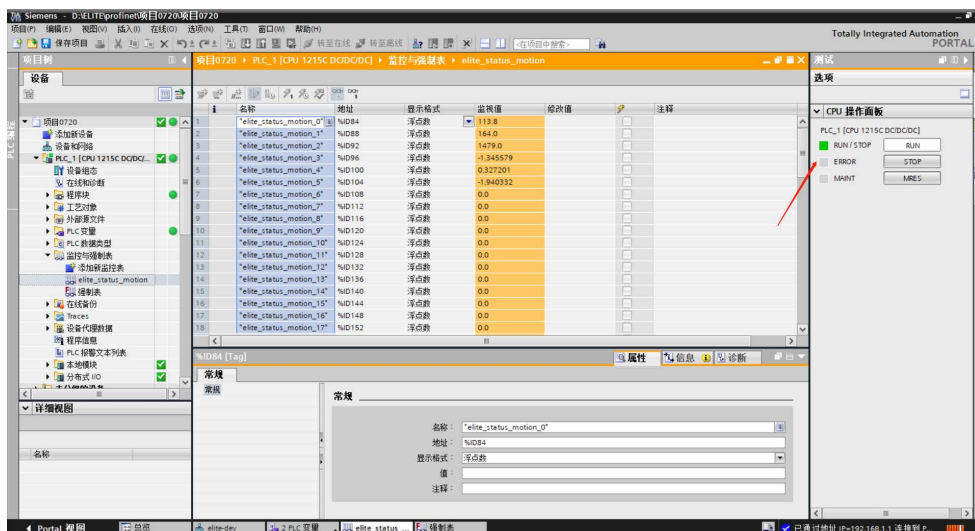 Siemens - D:\ELITE\profinet\项目0720\项目0720
项目(P) 编辑(E) 视图(V) 插入(I) 在线(O) 选项(N) 工具(T) 窗口(W) 帮助(H)
Totally Integrated Automation
PORTAL
保存项目 转至在线 转至离线 <在项目中搜索>
项目树
项目0720 ▸ PLC_1 [CPU 1215C DC/DC/DC] ▸ 监控与强制表 ▸ elite_status_motion
测试
设备
选项
i 名称 地址 显示格式 监视值 修改值 注释
1 "elite_status_motion_0" %ID84 浮点数 113.8
2 "elite_status_motion_1" %ID88 浮点数 164.0
3 "elite_status_motion_2" %ID92 浮点数 1479.0
4 "elite_status_motion_3" %ID96 浮点数 -1.345579
5 "elite_status_motion_4" %ID100 浮点数 0.327201
6 "elite_status_motion_5" %ID104 浮点数 -1.940332
7 "elite_status_motion_6" %ID108 浮点数 0.0
8 "elite_status_motion_7" %ID112 浮点数 0.0
9 "elite_status_motion_8" %ID116 浮点数 0.0
10 "elite_status_motion_9" %ID120 浮点数 0.0
11 "elite_status_motion_10" %ID124 浮点数 0.0
12 "elite_status_motion_11" %ID128 浮点数 0.0
13 "elite_status_motion_12" %ID132 浮点数 0.0
14 "elite_status_motion_13" %ID136 浮点数 0.0
15 "elite_status_motion_14" %ID140 浮点数 0.0
16 "elite_status_motion_15" %ID144 浮点数 0.0
17 "elite_status_motion_16" %ID148 浮点数 0.0
18 "elite_status_motion_17" %ID152 浮点数 0.0
项目0720
添加新设备
设备和网络
PLC_1 [CPU 1215C DC/DC/...
设备组态
在线和诊断
程序块
工艺对象
外部源文件
PLC 变量
PLC 数据类型
监控与强制表
添加新监控表
elite_status_motion
强制表
在线备份
Traces
设备代理数据
程序信息
PLC 报警文本列表
本地模块
分布式 I/O
CPU 操作面板
PLC_1 [CPU 1215C DC/DC/DC]
RUN / STOP RUN
ERROR STOP
MAINT MRES
%ID84 [Tag]
属性 信息 诊断
常规
常规
常规
名称： "elite_status_motion_0"
地址： %ID84
显示格式： 浮点数
值：
注释：
详细视图
名称
Portal 视图 总览 elite-dev PLC 变量 elite_status ... 强制表 已通过地址 IP=192.168.1.1 连接到 P...